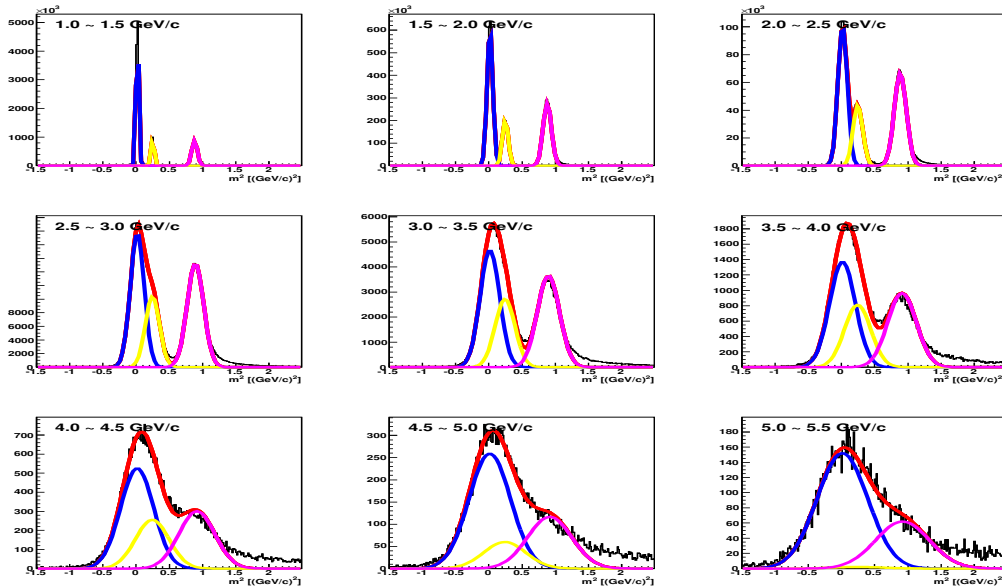 ×10³ ×10³ ×10³
1.0 ~ 1.5 GeV/c 1.5 ~ 2.0 GeV/c 2.0 ~ 2.5 GeV/c
5000 4000 3000 2000 1000 0
600 500 400 300 200 100 0
100 80 60 40 20 0
-1.5 -1 -0.5 0 0.5 1 1.5 2
m² [(GeV/c)²]
-1.5 -1 -0.5 0 0.5 1 1.5 2
m² [(GeV/c)²]
-1.5 -1 -0.5 0 0.5 1 1.5 2
m² [(GeV/c)²]
2.5 ~ 3.0 GeV/c 3.0 ~ 3.5 GeV/c 3.5 ~ 4.0 GeV/c
8000 6000 4000 2000 0
6000 5000 4000 3000 2000 1000 0
1800 1600 1400 1200 1000 800 600 400 200 0
-1.5 -1 -0.5 0 0.5 1 1.5 2
m² [(GeV/c)²]
-1.5 -1 -0.5 0 0.5 1 1.5 2
m² [(GeV/c)²]
-1.5 -1 -0.5 0 0.5 1 1.5 2
m² [(GeV/c)²]
4.0 ~ 4.5 GeV/c 4.5 ~ 5.0 GeV/c 5.0 ~ 5.5 GeV/c
700 600 500 400 300 200 100 0
300 250 200 150 100 50 0
180 160 140 120 100 80 60 40 20 0
-1.5 -1 -0.5 0 0.5 1 1.5 2
m² [(GeV/c)²]
-1.5 -1 -0.5 0 0.5 1 1.5 2
m² [(GeV/c)²]
-1.5 -1 -0.5 0 0.5 1 1.5 2
m² [(GeV/c)²]